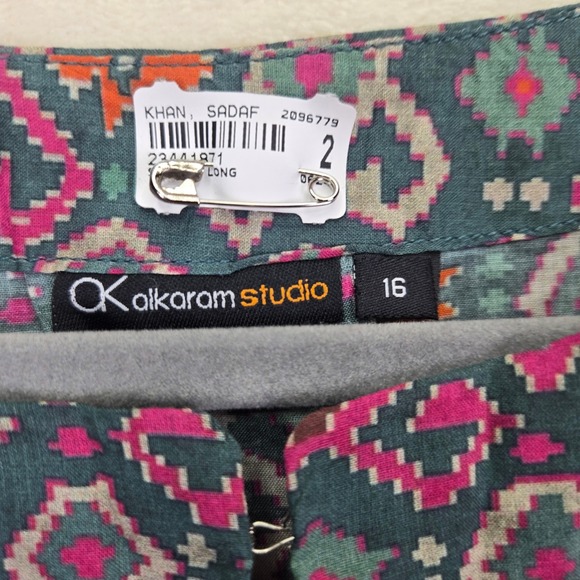 KHAN, SADAF 2096779
23441871
2
LONG
alkaram studio
16